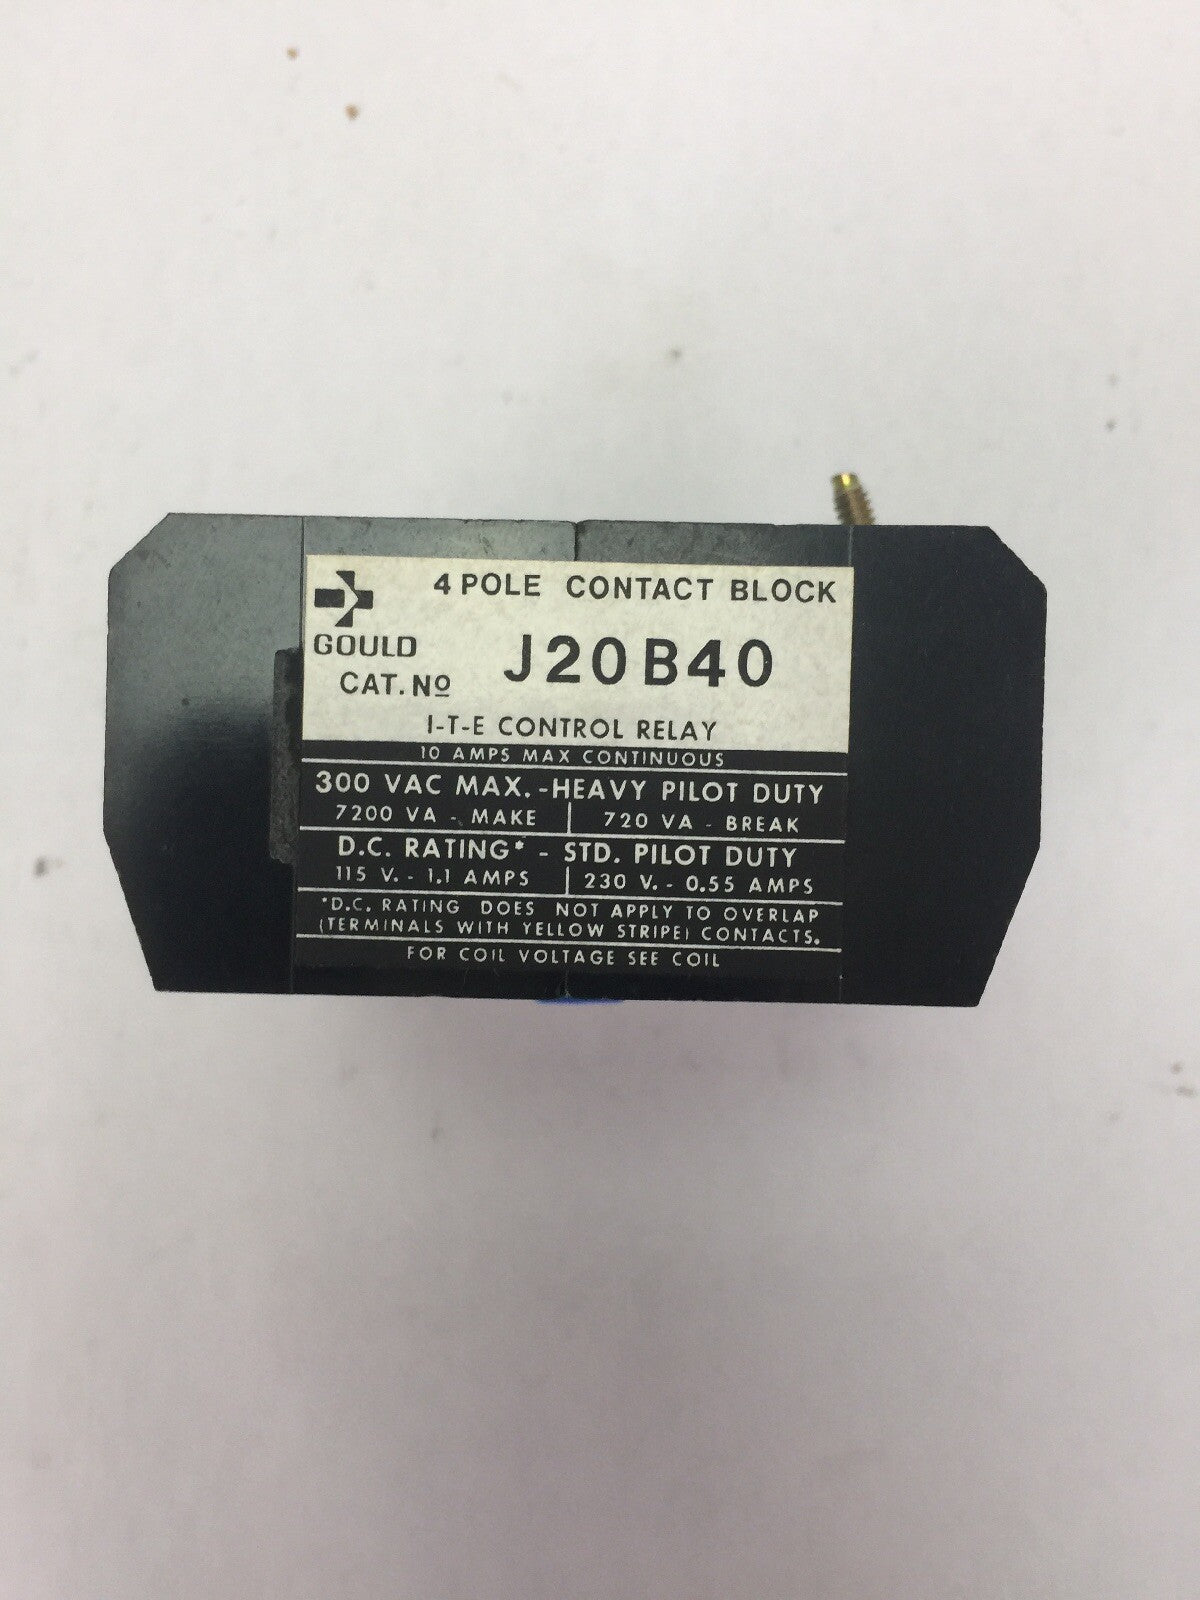 4 POLE CONTACT BLOCK
GOULD
CAT. Nº J20B40
I-T-E CONTROL RELAY
10 AMPS MAX CONTINUOUS
300 VAC MAX. - HEAVY PILOT DUTY
7200 VA - MAKE | 720 VA - BREAK
D.C. RATING* - STD. PILOT DUTY
115 V. - 1.1 AMPS | 230 V. - 0.55 AMPS
*D.C. RATING DOES NOT APPLY TO OVERLAP
(TERMINALS WITH YELLOW STRIPE) CONTACTS.
FOR COIL VOLTAGE SEE COIL